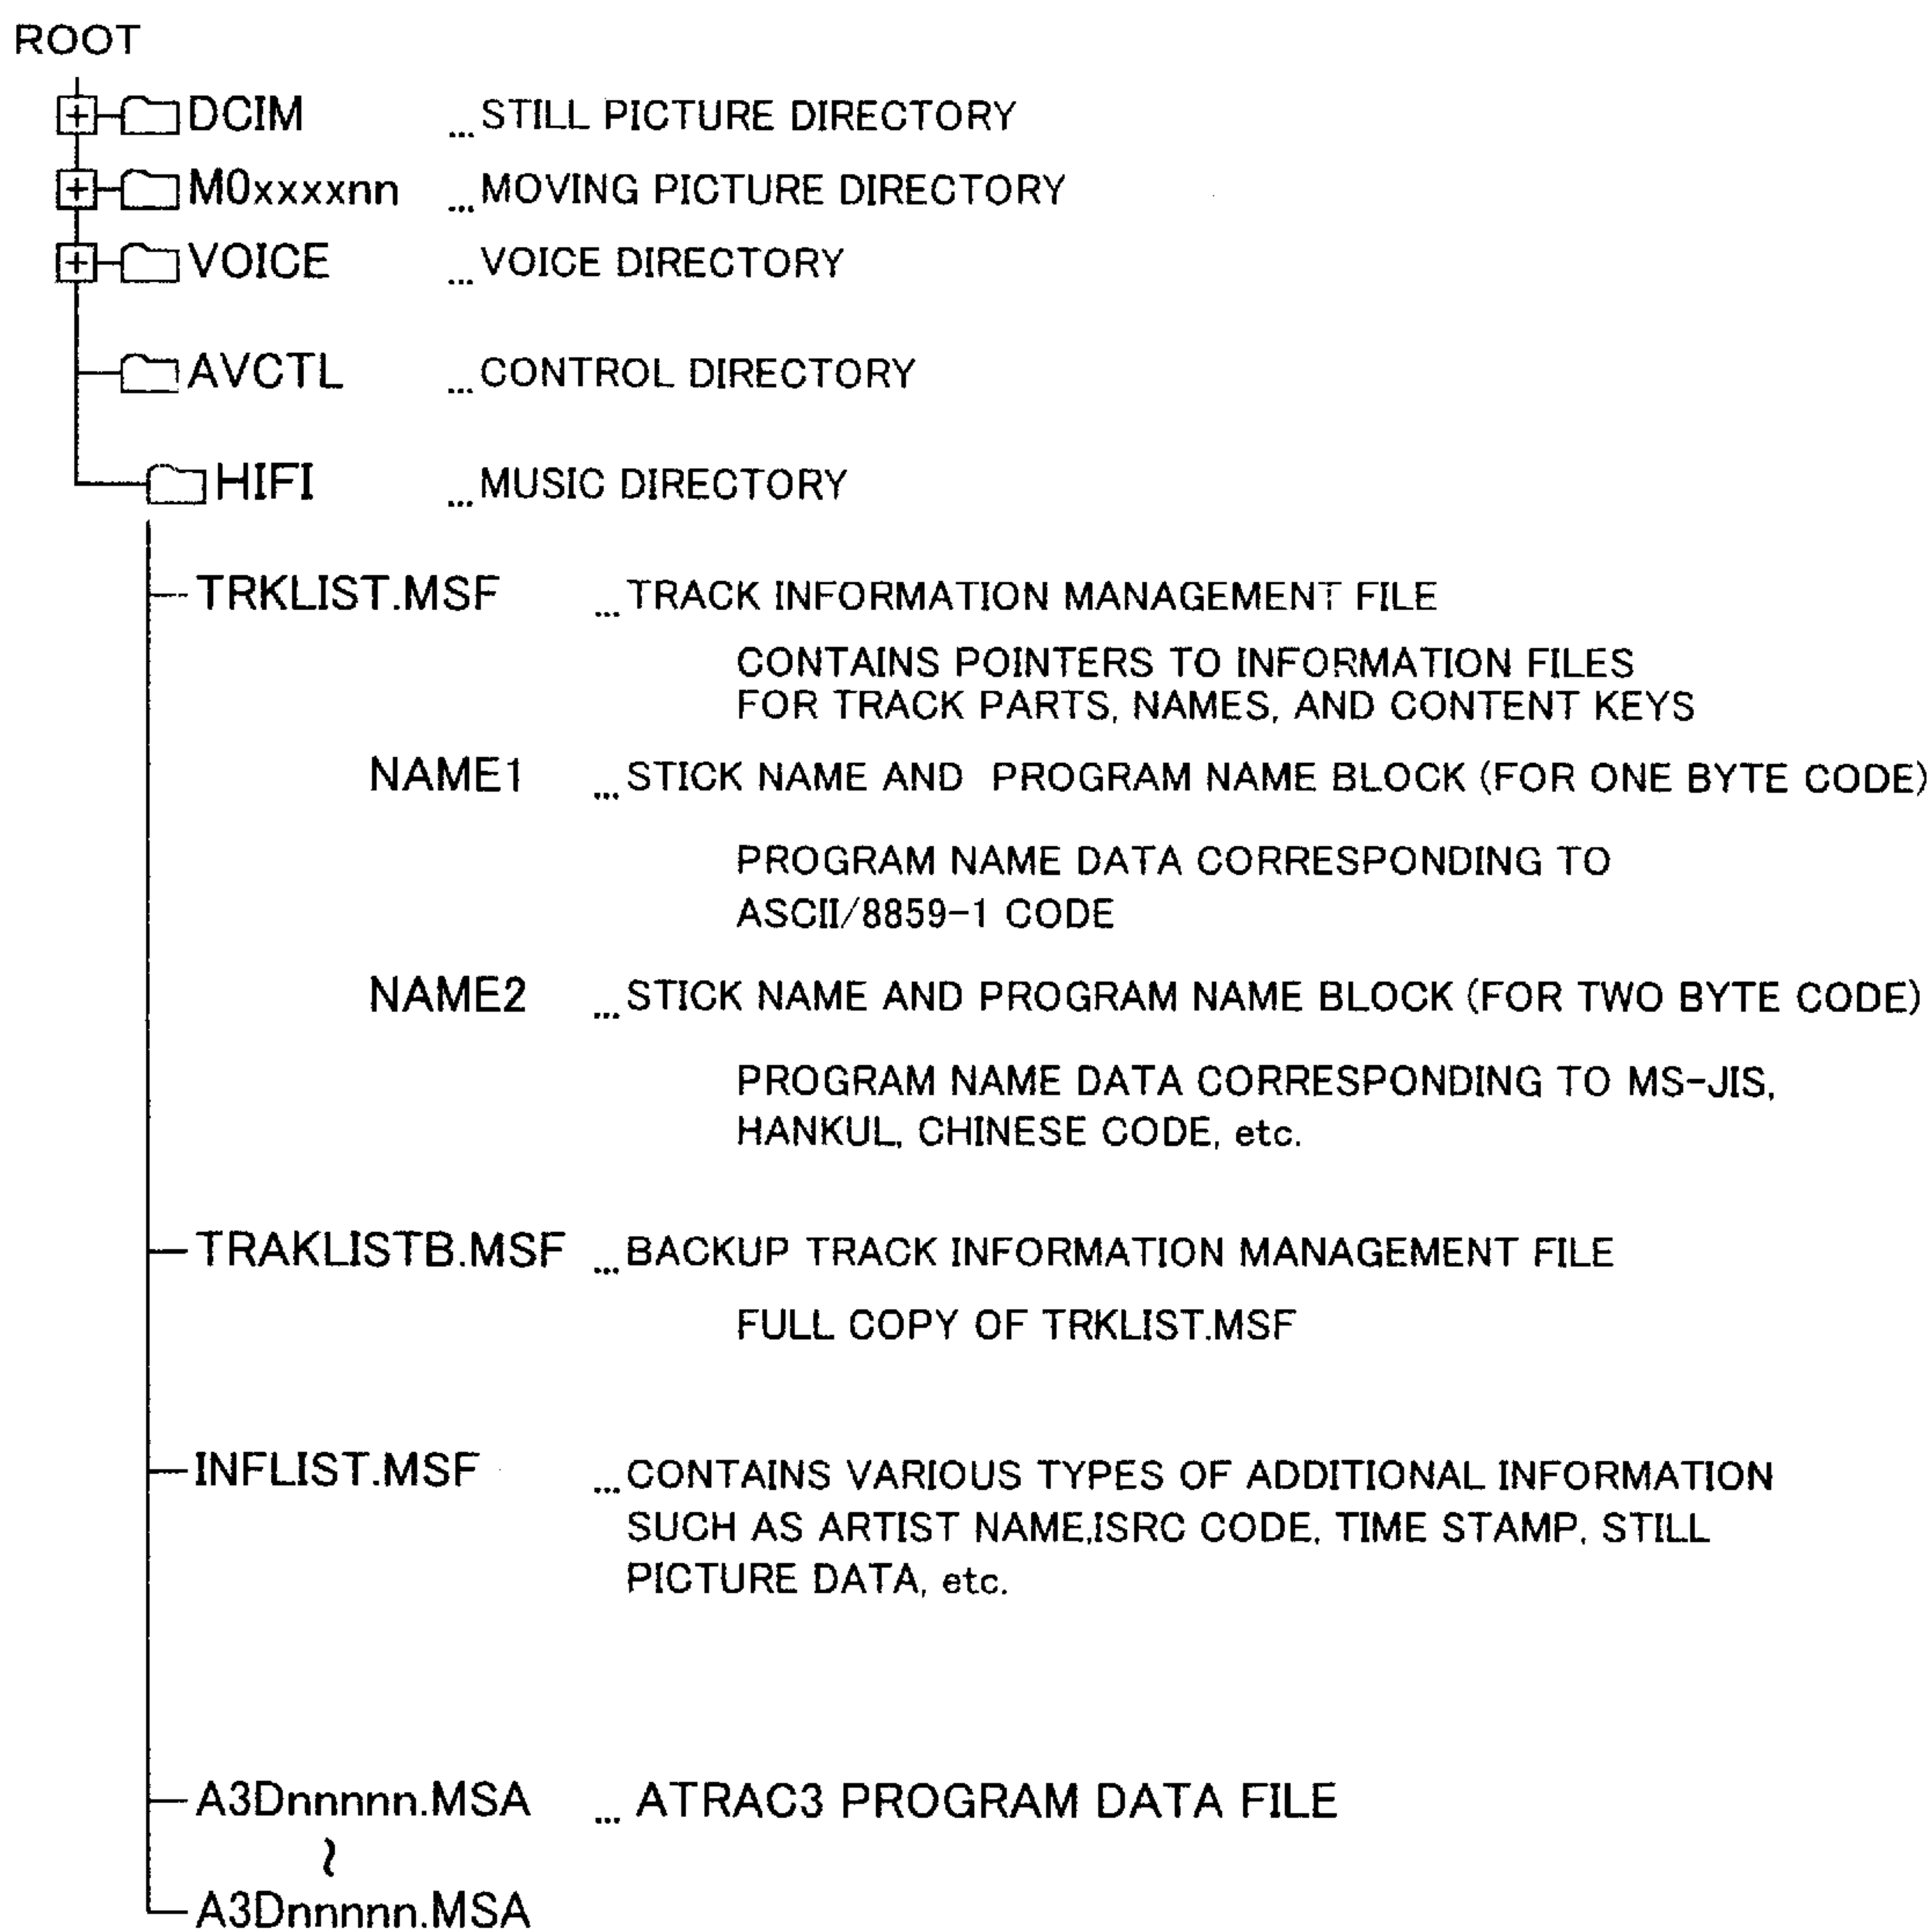 ROOT
DCIM ... STILL PICTURE DIRECTORY
M0xxxxnn ... MOVING PICTURE DIRECTORY
VOICE ... VOICE DIRECTORY
AVCTL ... CONTROL DIRECTORY
HIFI ... MUSIC DIRECTORY
TRKLIST.MSF ... TRACK INFORMATION MANAGEMENT FILE
CONTAINS POINTERS TO INFORMATION FILES
FOR TRACK PARTS, NAMES, AND CONTENT KEYS
NAME1 ... STICK NAME AND PROGRAM NAME BLOCK (FOR ONE BYTE CODE)
PROGRAM NAME DATA CORRESPONDING TO
ASCII/8859-1 CODE
NAME2 ... STICK NAME AND PROGRAM NAME BLOCK (FOR TWO BYTE CODE)
PROGRAM NAME DATA CORRESPONDING TO MS-JIS,
HANKUL, CHINESE CODE, etc.
TRAKLISTB.MSF ... BACKUP TRACK INFORMATION MANAGEMENT FILE
FULL COPY OF TRKLIST.MSF
INFLIST.MSF ... CONTAINS VARIOUS TYPES OF ADDITIONAL INFORMATION
SUCH AS ARTIST NAME,ISRC CODE, TIME STAMP, STILL
PICTURE DATA, etc.
A3Dnnnnn.MSA ... ATRAC3 PROGRAM DATA FILE
~
A3Dnnnnn.MSA